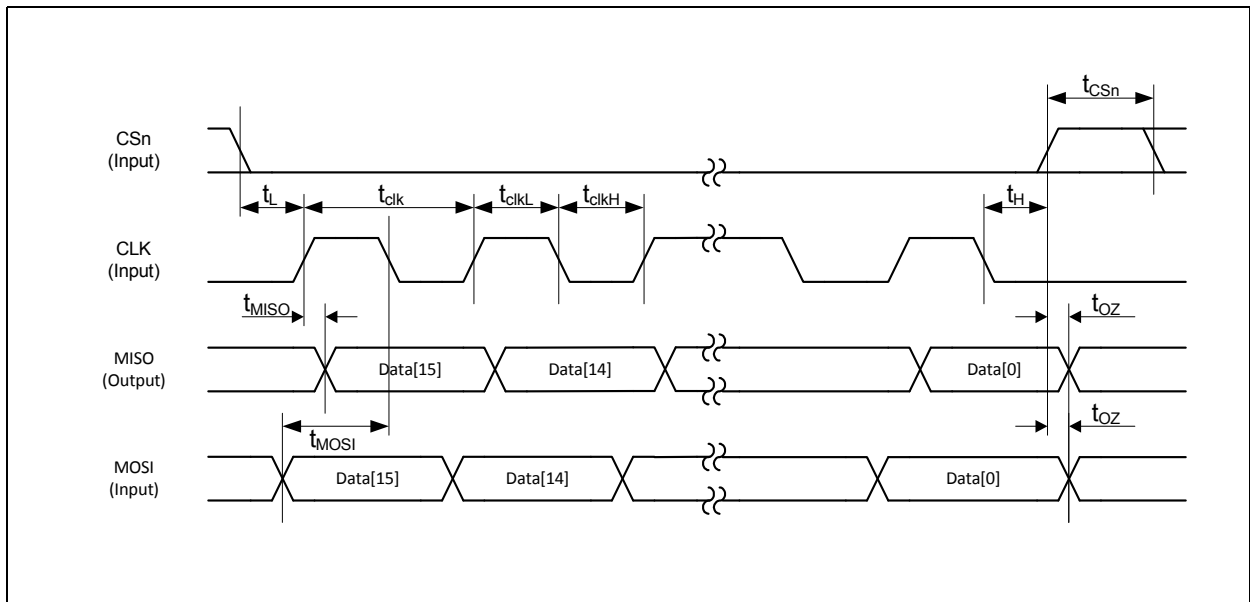 tCSn
CSn
(Input)
tL
tclk
tclkL
tclkH
tH
CLK
(Input)
tMISO
tOZ
MISO
(Output)
Data[15]
Data[14]
Data[0]
tMOSI
tOZ
MOSI
(Input)
Data[15]
Data[14]
Data[0]